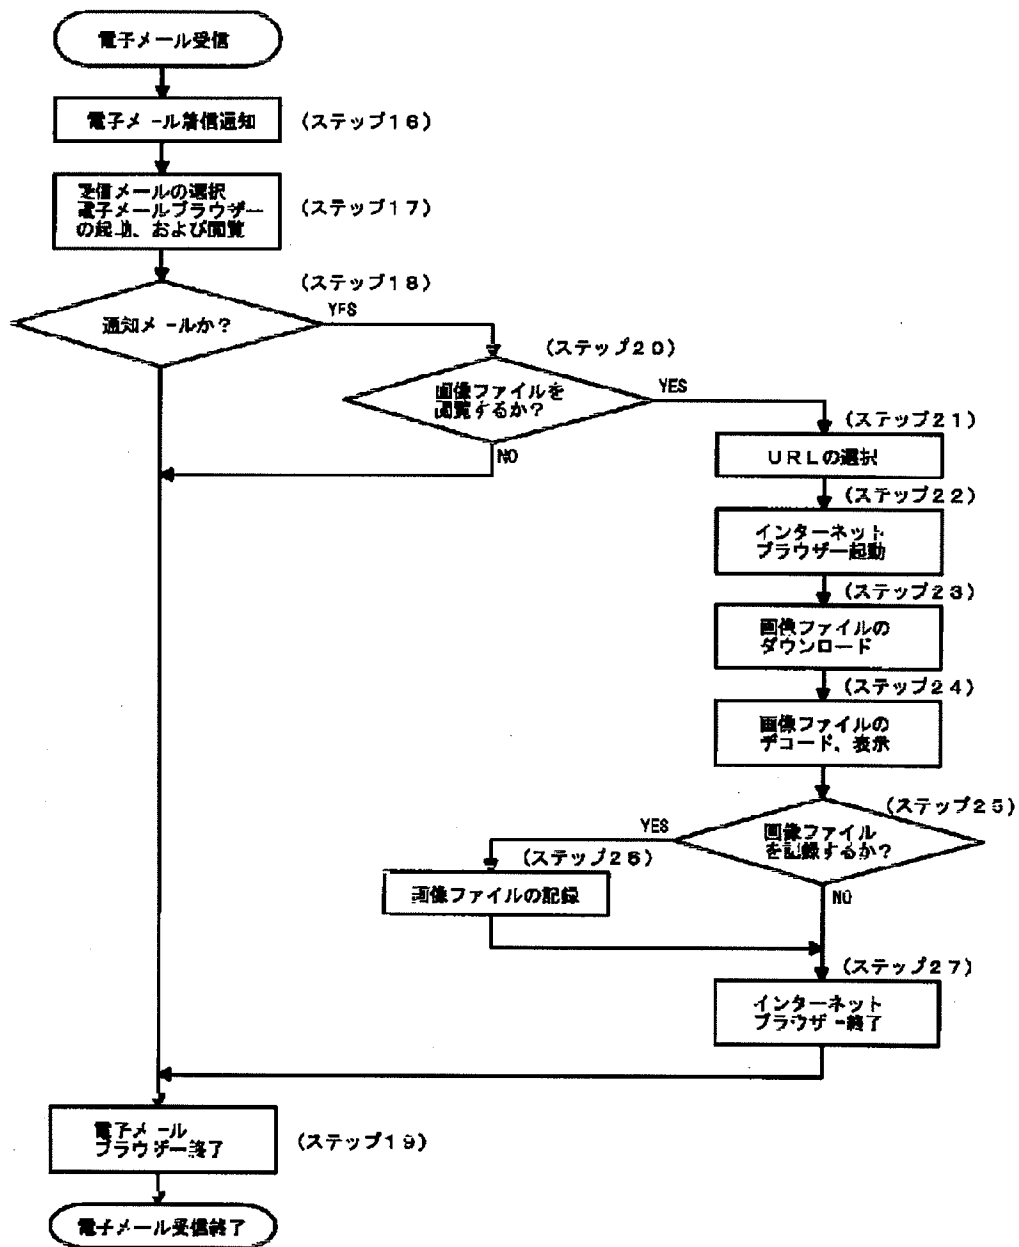 電子メール受信
電子メール着信通知
(ステップ16)
受信メールの選択
電子メールブラウザー
の起動、および閲覧
(ステップ17)
(ステップ18)
通知メールか?
YES
(ステップ20)
画像ファイルを
閲覧するか?
YES
NO
(ステップ21)
URLの選択
(ステップ22)
インターネット
ブラウザー起動
(ステップ23)
画像ファイルの
ダウンロード
(ステップ24)
画像ファイルの
デコード、表示
(ステップ25)
画像ファイル
を記録するか?
YES
NO
(ステップ26)
画像ファイルの記録
(ステップ27)
インターネット
ブラウザー終了
電子メール
ブラウザー終了
(ステップ19)
電子メール受信終了